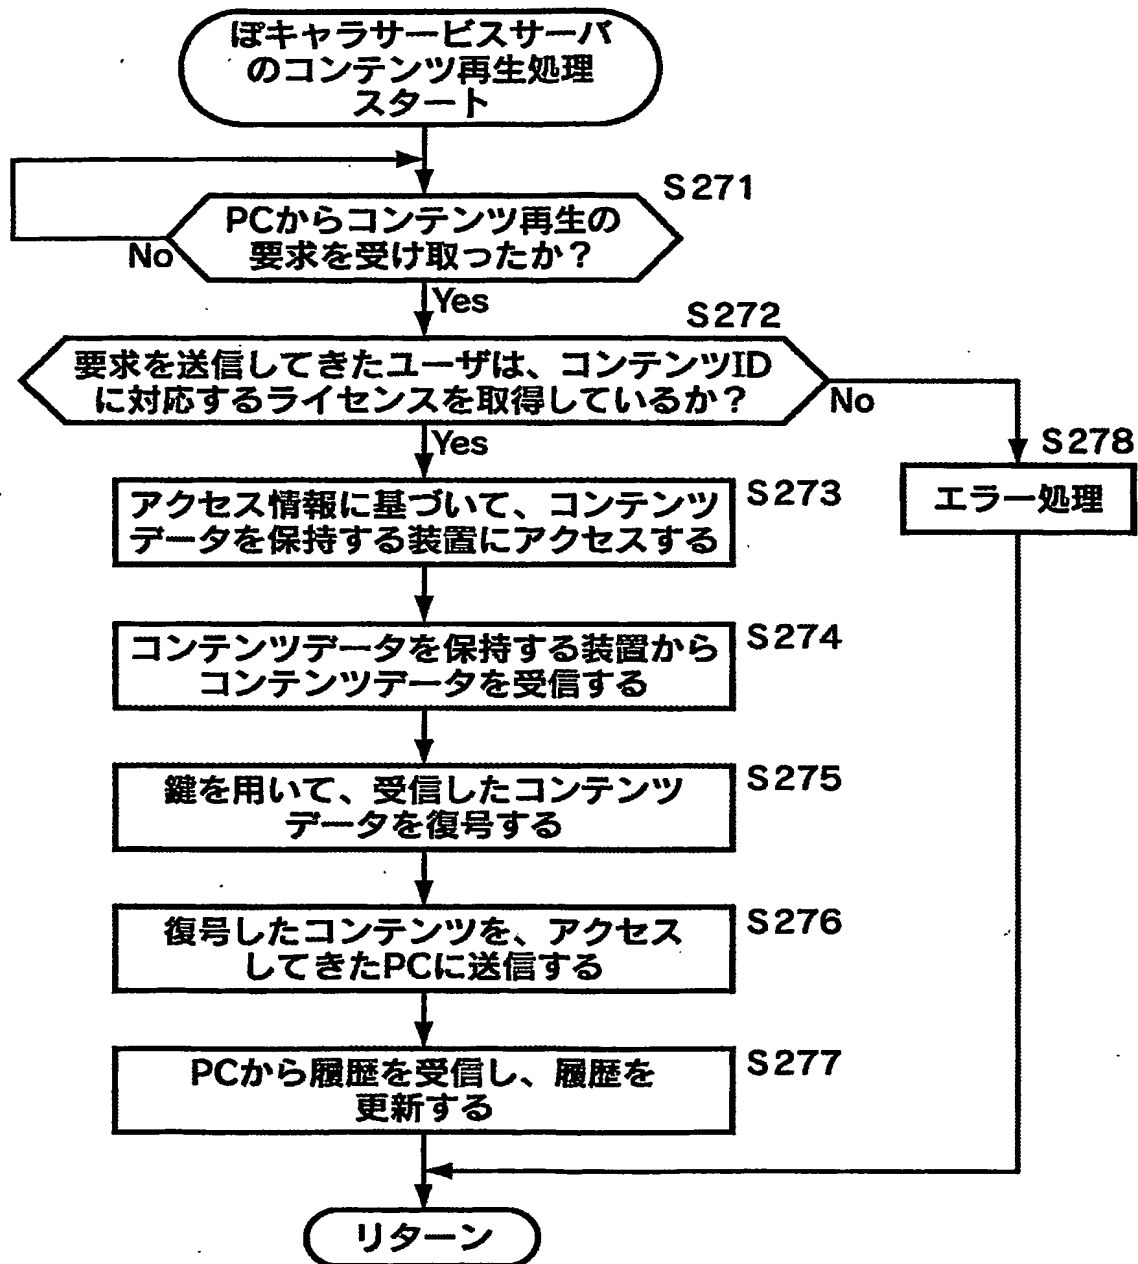 ぽキャラサービスサーバ
のコンテンツ再生処理
スタート
S271
PCからコンテンツ再生の
要求を受け取ったか？
No
Yes
S272
要求を送信してきたユーザは、コンテンツID
に対応するライセンスを取得しているか？
No
Yes
S278
エラー処理
S273
アクセス情報に基づいて、コンテンツ
データを保持する装置にアクセスする
S274
コンテンツデータを保持する装置から
コンテンツデータを受信する
S275
鍵を用いて、受信したコンテンツ
データを復号する
S276
復号したコンテンツを、アクセス
してきたPCに送信する
S277
PCから履歴を受信し、履歴を
更新する
リターン